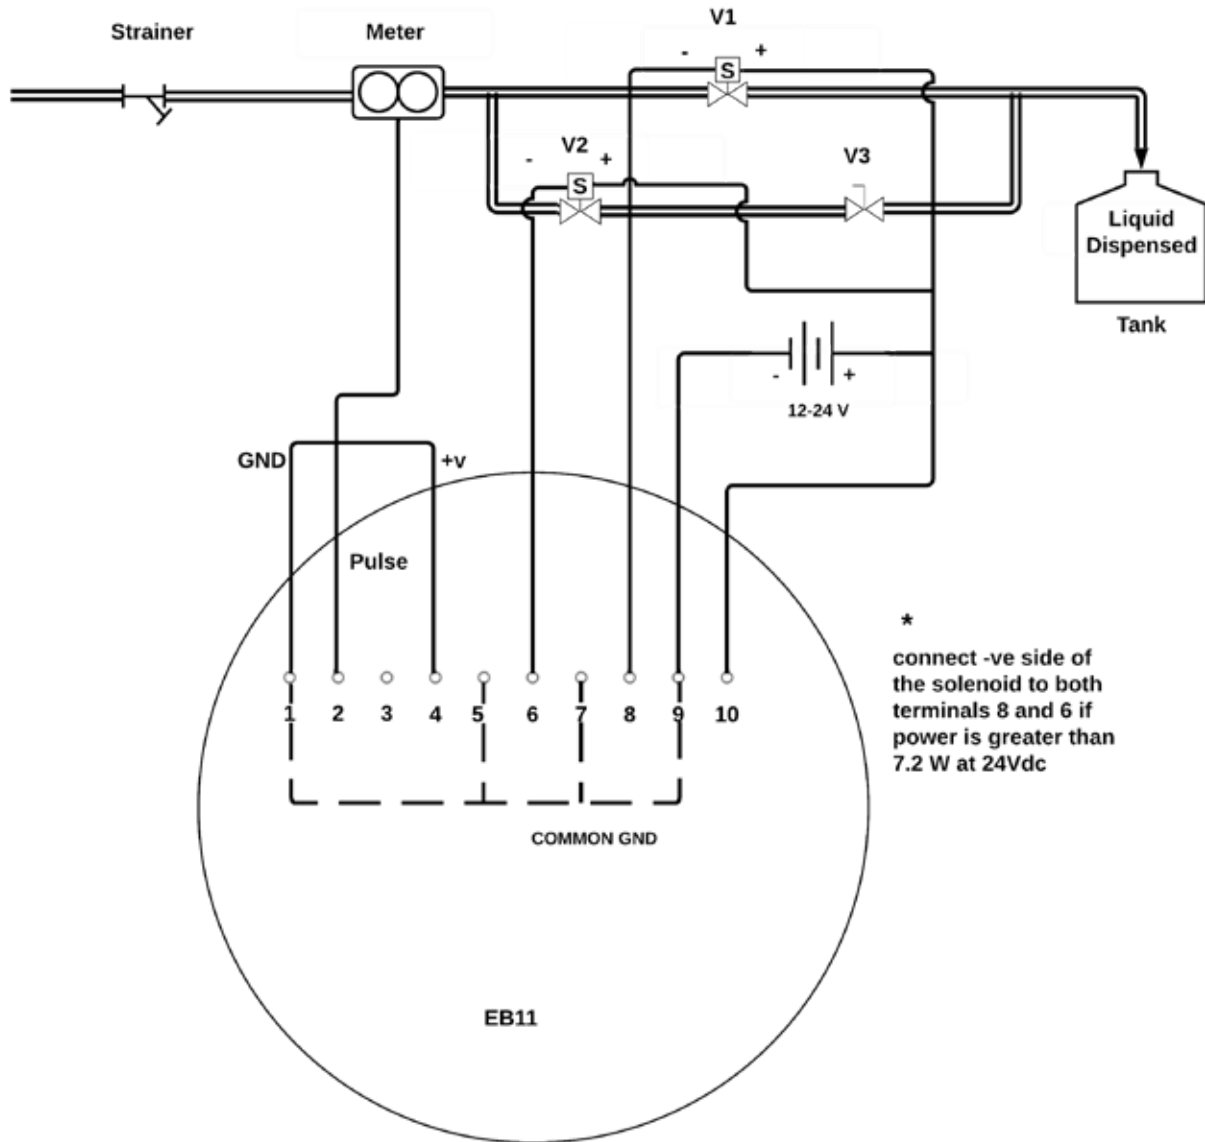 V1
Strainer
Meter
- +
S
V2
- +
S
V3
Liquid
Dispensed
Tank
- +
12-24 V
GND
+v
Pulse
*
connect -ve side of
the solenoid to both
terminals 8 and 6 if
power is greater than
7.2 W at 24Vdc
1 2 3 4 5 6 7 8 9 10
COMMON GND
EB11